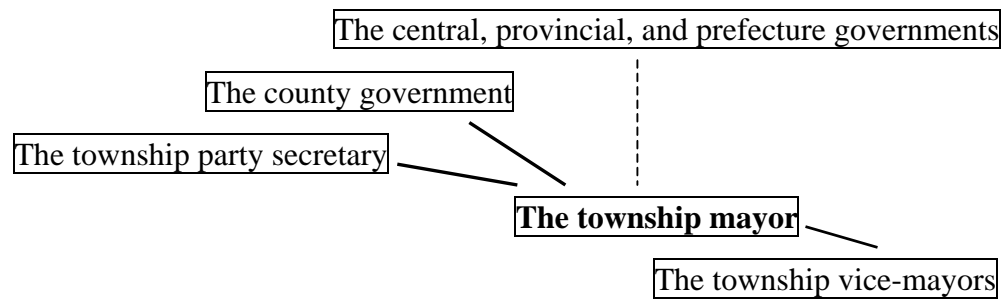 The central, provincial, and prefecture governments
The county government
The township party secretary
The township mayor
The township vice-mayors